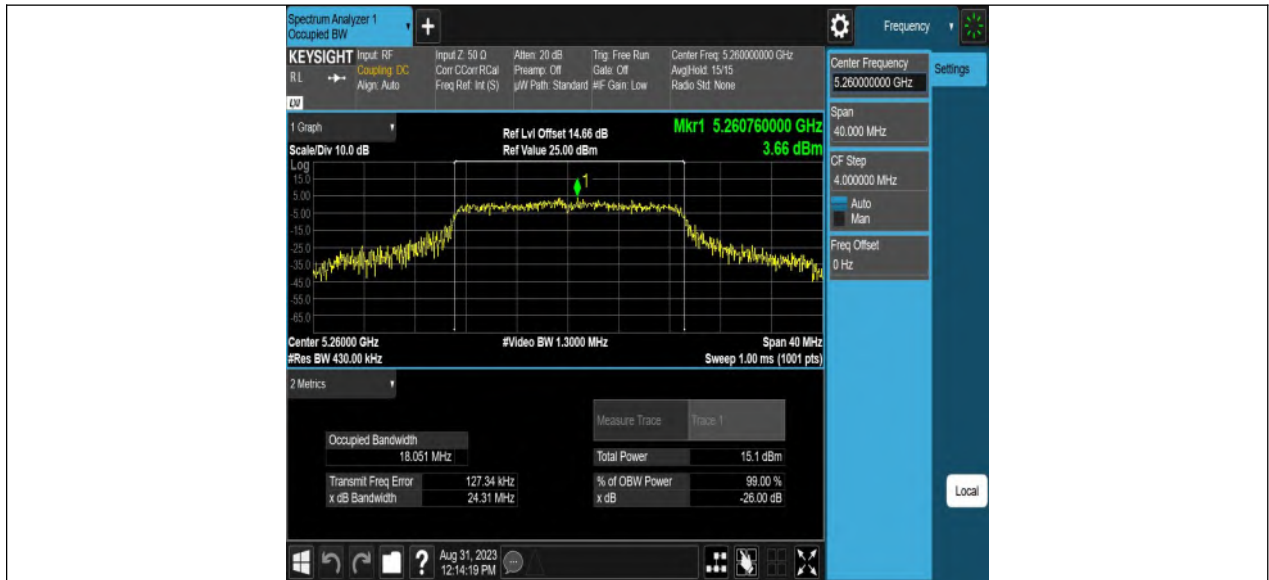 Spectrum Analyzer 1
Occupied BW
+
Frequency
KEYSIGHT
RL
LXI
Input: RF
Coupling: DC
Align: Auto
Input Z: 50 Ω
Corr CCorr RCal
Freq Ref: Int (S)
Atten: 20 dB
Preamp: Off
µW Path: Standard
Trig: Free Run
Gate: Off
#IF Gain: Low
Center Freq: 5.260000000 GHz
Avg|Hold: 15/15
Radio Std: None
Center Frequency
5.260000000 GHz
Settings
Span
40.000 MHz
CF Step
4.000000 MHz
Auto
Man
Freq Offset
0 Hz
Local
1 Graph
Scale/Div 10.0 dB
Ref Lvl Offset 14.66 dB
Ref Value 25.00 dBm
Mkr1 5.260760000 GHz
3.66 dBm
Log
15.0
5.00
-5.00
-15.0
-25.0
-35.0
-45.0
-55.0
-65.0
1
Center 5.26000 GHz
#Res BW 430.00 kHz
#Video BW 1.3000 MHz
Span 40 MHz
Sweep 1.00 ms (1001 pts)
2 Metrics
Measure Trace Trace 1
Occupied Bandwidth
18.051 MHz
Total Power 15.1 dBm
Transmit Freq Error 127.34 kHz
% of OBW Power 99.00 %
x dB Bandwidth 24.31 MHz
x dB -26.00 dB
?
Aug 31, 2023
12:14:19 PM